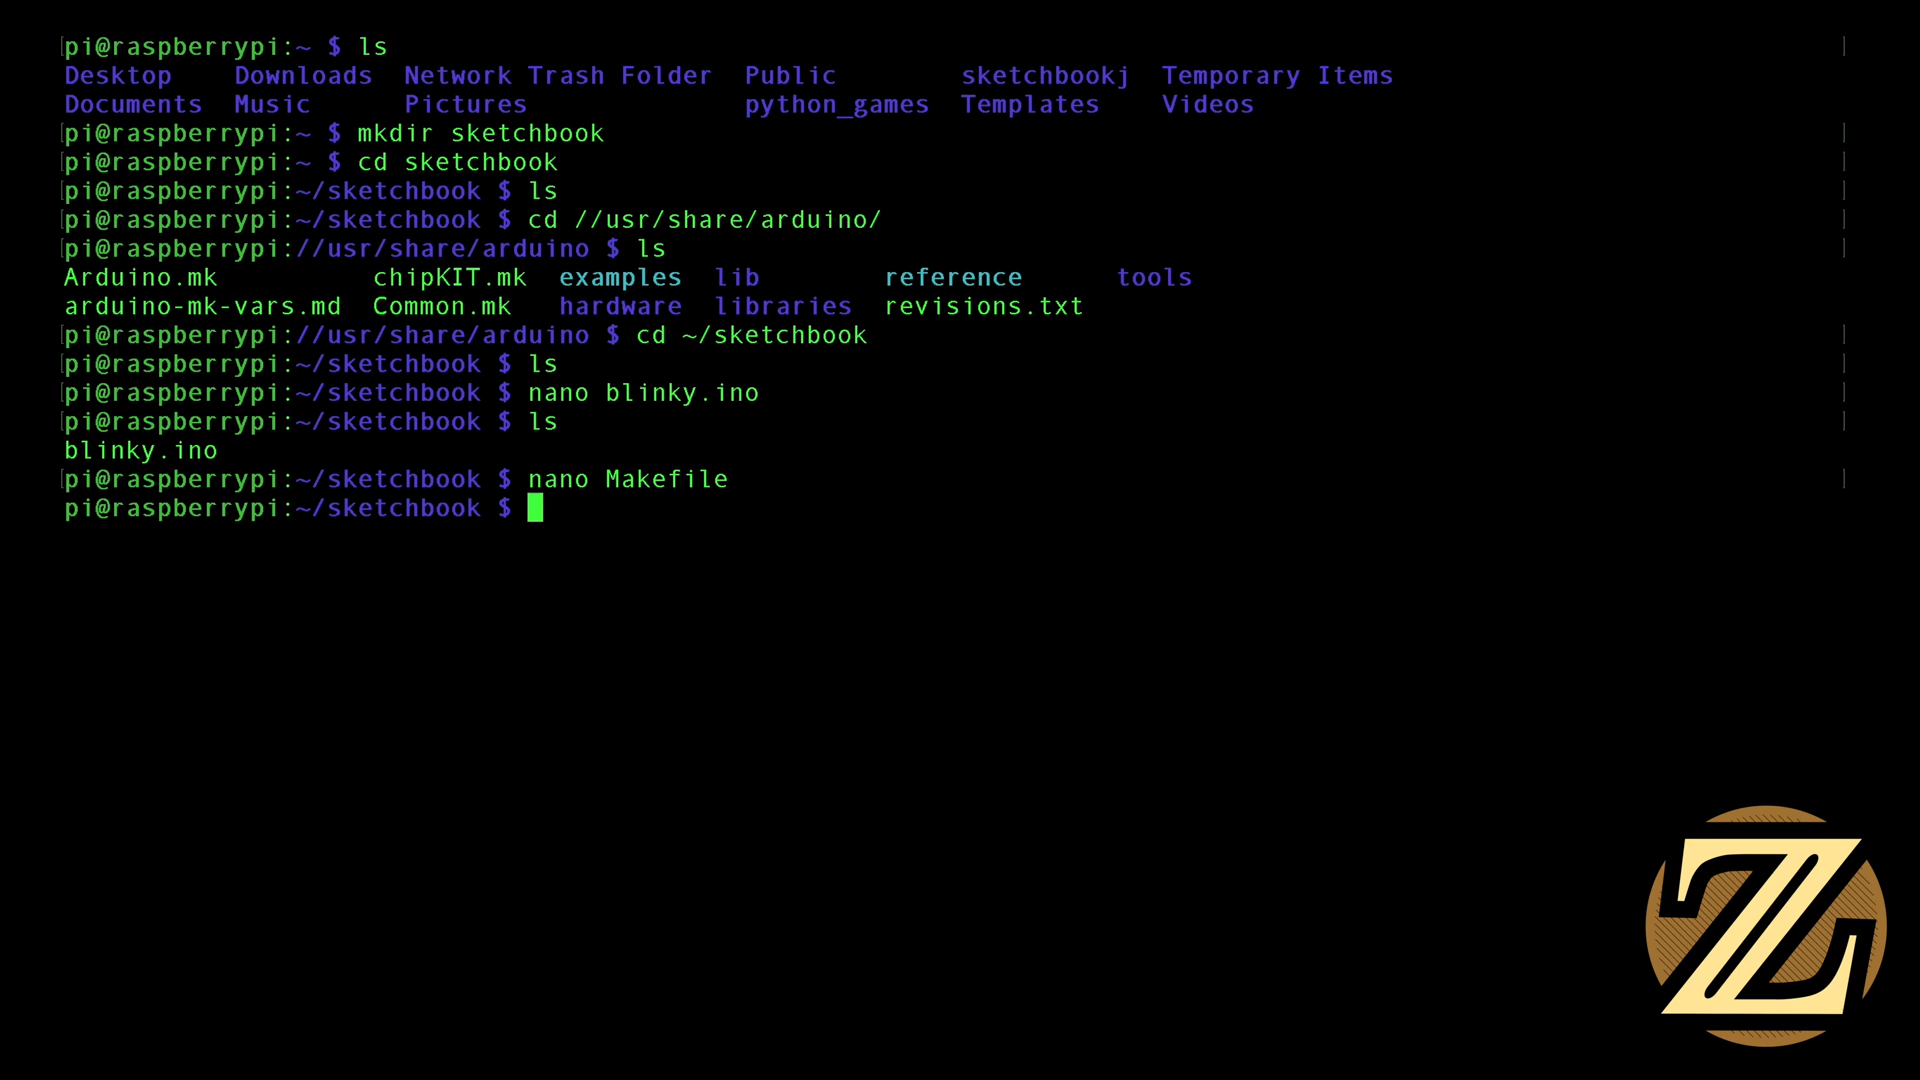 pi@raspberrypi:~ $ ls
Desktop    Downloads  Network Trash Folder  Public        sketchbookj  Temporary Items
Documents  Music      Pictures              python_games  Templates    Videos
pi@raspberrypi:~ $ mkdir sketchbook
pi@raspberrypi:~ $ cd sketchbook
pi@raspberrypi:~/sketchbook $ ls
pi@raspberrypi:~/sketchbook $ cd //usr/share/arduino/
pi@raspberrypi://usr/share/arduino $ ls
Arduino.mk          chipKIT.mk  examples  lib        reference      tools
arduino-mk-vars.md  Common.mk   hardware  libraries  revisions.txt
pi@raspberrypi://usr/share/arduino $ cd ~/sketchbook
pi@raspberrypi:~/sketchbook $ ls
pi@raspberrypi:~/sketchbook $ nano blinky.ino
pi@raspberrypi:~/sketchbook $ ls
blinky.ino
pi@raspberrypi:~/sketchbook $ nano Makefile
pi@raspberrypi:~/sketchbook $
Z